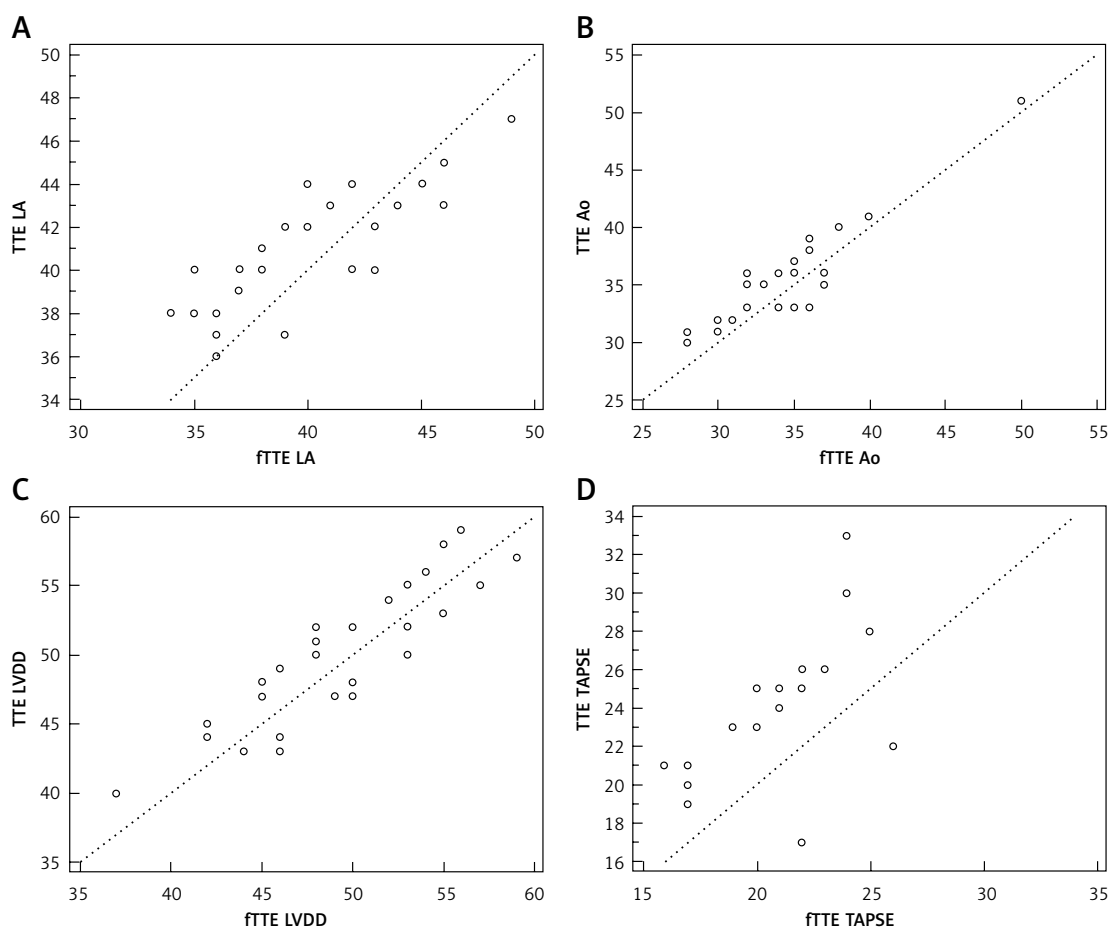 A
50
48
46
44
42
40
38
36
34
TTE LA
30 35 40 45 50
fTTE LA
B
55
50
45
40
35
30
25
TTE Ao
25 30 35 40 45 50 55
fTTE Ao
C
60
55
50
45
40
35
TTE LVDD
35 40 45 50 55 60
fTTE LVDD
D
34
32
30
28
26
24
22
20
18
16
TTE TAPSE
15 20 25 30 35
fTTE TAPSE